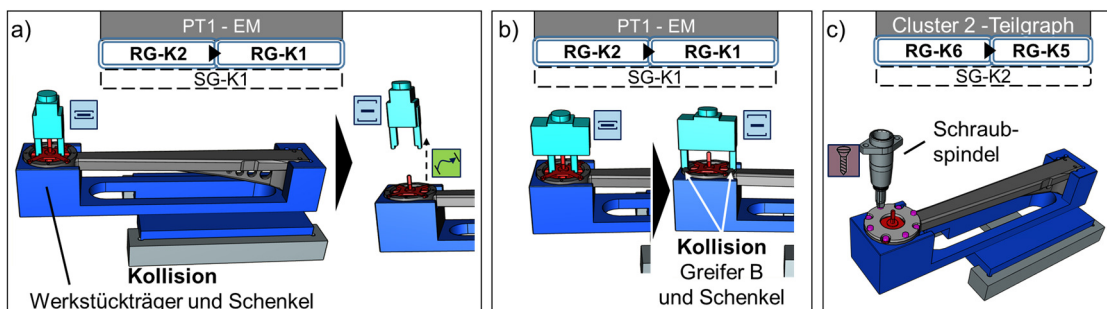 a)
PT1 - EM
RG-K2
RG-K1
SG-K1
Kollision
Werkstückträger und Schenkel
b)
PT1 - EM
RG-K2
RG-K1
SG-K1
Kollision
Greifer B
und Schenkel
c)
Cluster 2 -Teilgraph
RG-K6
RG-K5
SG-K2
Schraub-
spindel